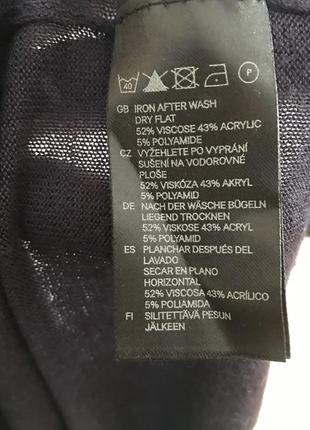 40 P
GB IRON AFTER WASH
DRY FLAT
52% VISCOSE 43% ACRYLIC
5% POLYAMIDE
CZ VYŽEHLETE PO VYPRÁNÍ
SUŠENÍ NA VODOROVNÉ
PLOŠE
52% VISKÓZA 43% AKRYL
5% POLYAMID
DE NACH DER WÄSCHE BÜGELN
LIEGEND TROCKNEN
52% VISKOSE 43% ACRYL
5% POLYAMID
ES PLANCHAR DESPUÉS DEL
LAVADO
SECAR EN PLANO
HORIZONTAL
52% VISCOSA 43% ACRÍLICO
5% POLIAMIDA
FI SILITETTÄVÄ PESUN
JÄLKEEN